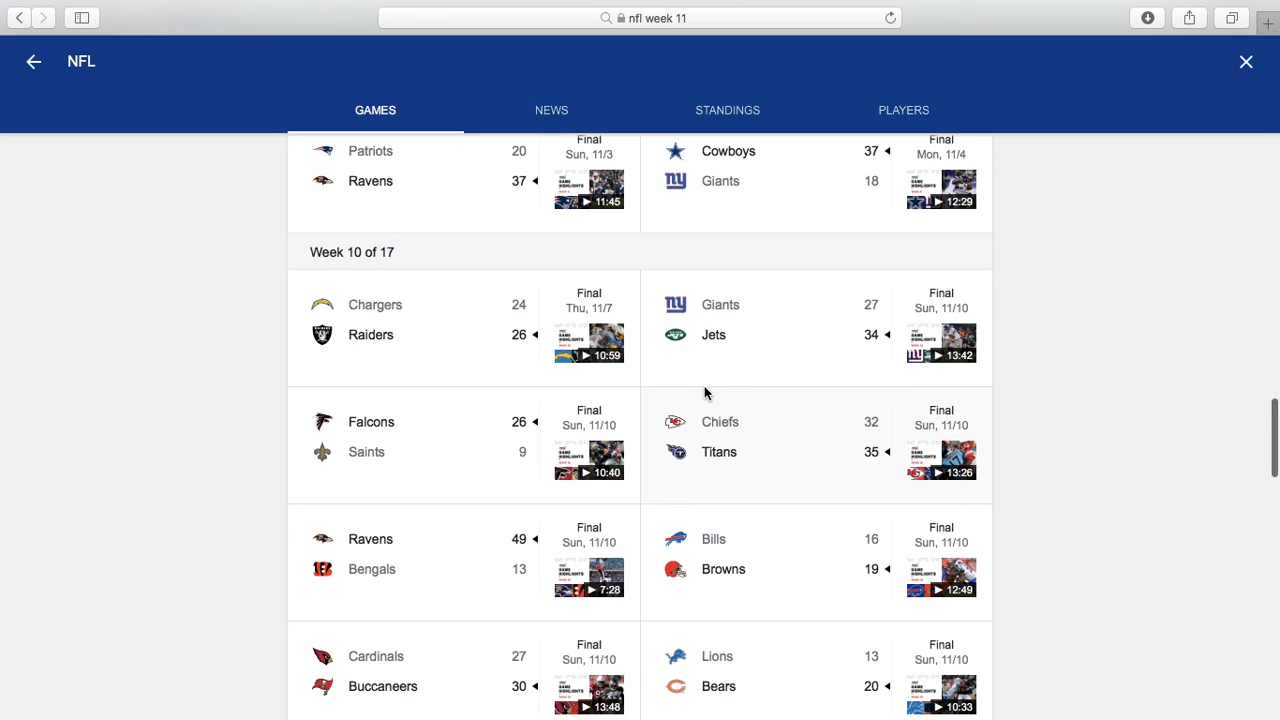 nfl week 11
NFL
GAMES NEWS STANDINGS PLAYERS
Patriots 20 Final
Sun, 11/3
Ravens 37
11:45
Cowboys 37 Final
Mon, 11/4
Giants 18
12:29
Week 10 of 17
Chargers 24 Final
Thu, 11/7
Raiders 26
10:59
Giants 27 Final
Sun, 11/10
Jets 34
13:42
Falcons 26 Final
Sun, 11/10
Saints 9
10:40
Chiefs 32 Final
Sun, 11/10
Titans 35
13:26
Ravens 49 Final
Sun, 11/10
Bengals 13
7:28
Bills 16 Final
Sun, 11/10
Browns 19
12:49
Cardinals 27 Final
Sun, 11/10
Buccaneers 30
13:48
Lions 13 Final
Sun, 11/10
Bears 20
10:33